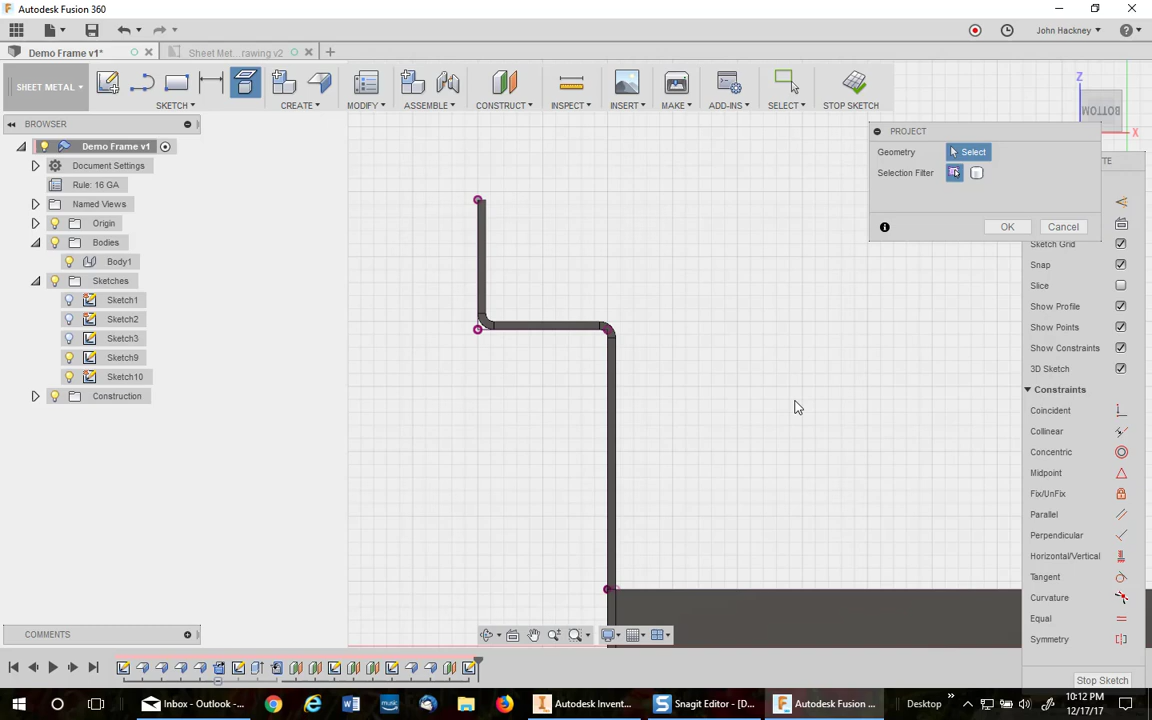 Autodesk Fusion 360
John Hackney
Demo Frame v1*
Sheet Met...rawing v2
SHEET METAL
SKETCH
CREATE
MODIFY
ASSEMBLE
CONSTRUCT
INSPECT
INSERT
MAKE
ADD-INS
SELECT
STOP SKETCH
BROWSER
Demo Frame v1
Document Settings
Rule: 16 GA
Named Views
Origin
Bodies
Body1
Sketches
Sketch1
Sketch2
Sketch3
Sketch9
Sketch10
Construction
Z
BOTTOM
X
PROJECT
Geometry
Select
Selection Filter
OK
Cancel
TE
Sketch Grid
Snap
Slice
Show Profile
Show Points
Show Constraints
3D Sketch
Constraints
Coincident
Collinear
Concentric
Midpoint
Fix/UnFix
Parallel
Perpendicular
Horizontal/Vertical
Tangent
Curvature
Equal
Symmetry
Stop Sketch
COMMENTS
Inbox - Outlook -...
Autodesk Invent...
Snagit Editor - [D...
Autodesk Fusion ...
Desktop
10:12 PM
12/17/17